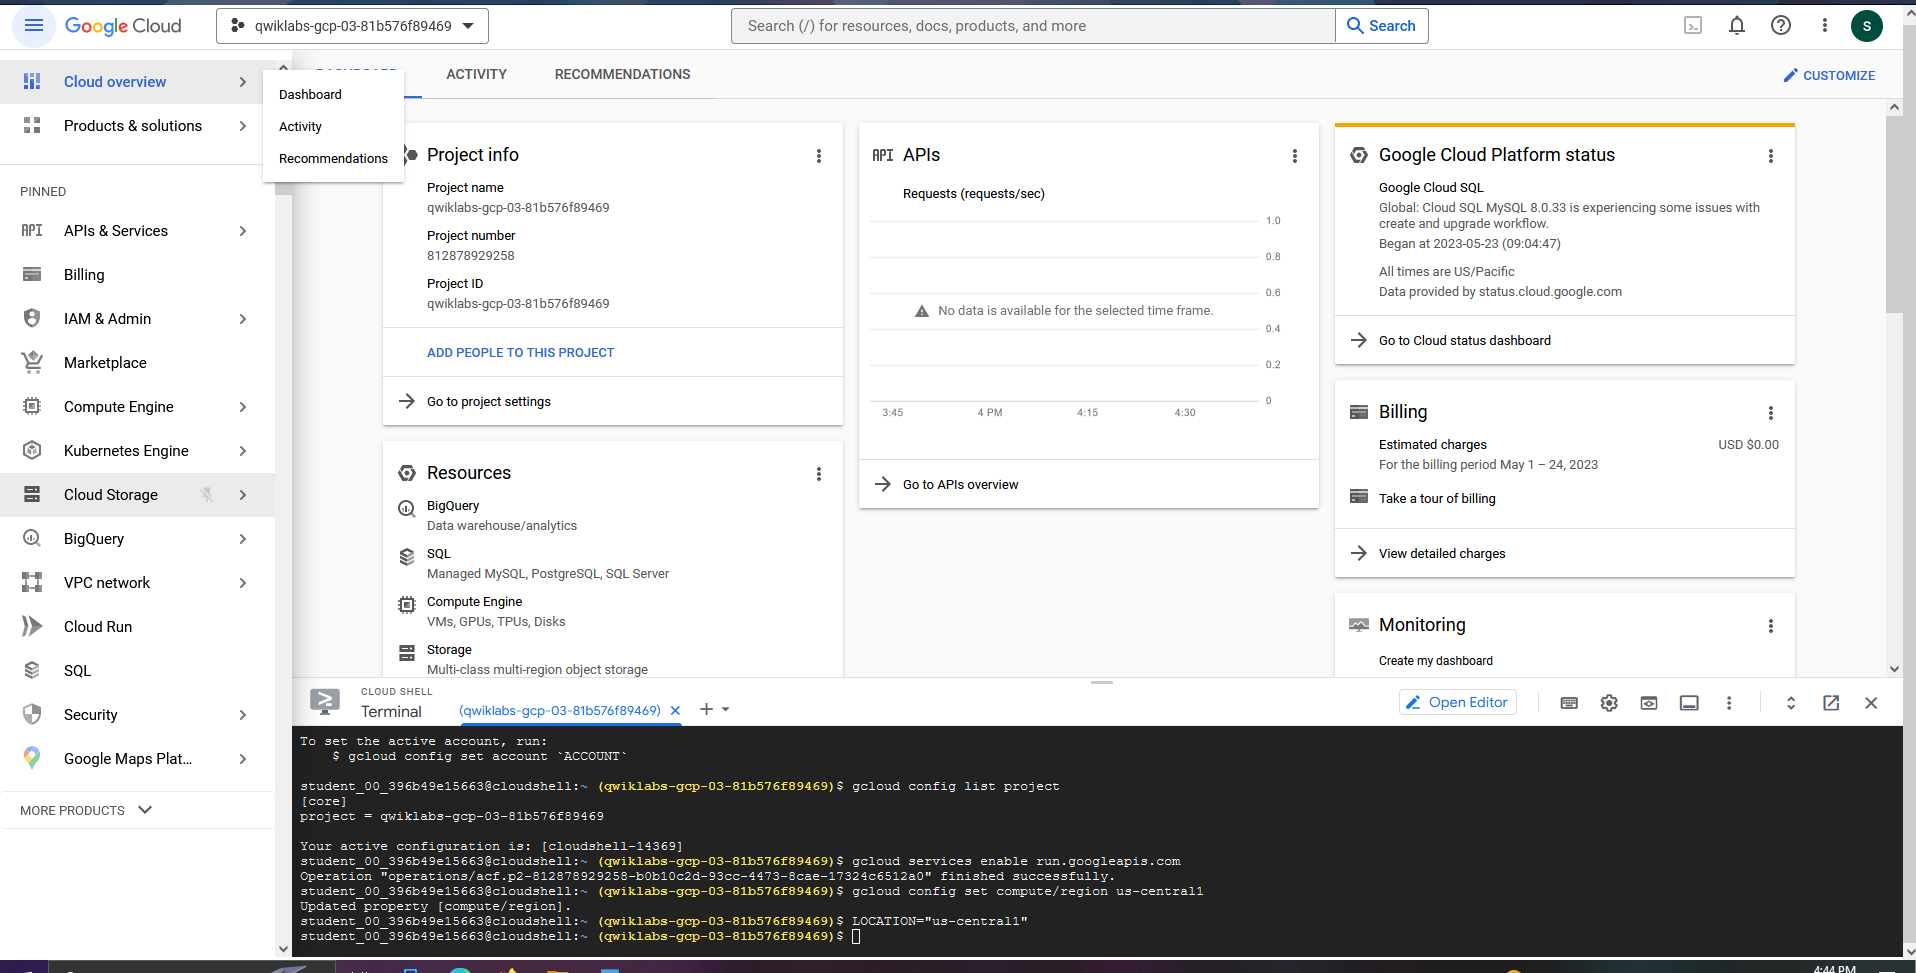 Google Cloud
qwiklabs-gcp-03-81b576f89469
Search (/) for resources, docs, products, and more
Search
S
Cloud overview
Products & solutions
PINNED
API APIs & Services
Billing
IAM & Admin
Marketplace
Compute Engine
Kubernetes Engine
Cloud Storage
BigQuery
VPC network
Cloud Run
SQL
Security
Google Maps Plat...
MORE PRODUCTS
Dashboard
Activity
Recommendations
ACTIVITY
RECOMMENDATIONS
CUSTOMIZE
Project info
Project name
qwiklabs-gcp-03-81b576f89469
Project number
812878929258
Project ID
qwiklabs-gcp-03-81b576f89469
ADD PEOPLE TO THIS PROJECT
Go to project settings
Resources
BigQuery
Data warehouse/analytics
SQL
Managed MySQL, PostgreSQL, SQL Server
Compute Engine
VMs, GPUs, TPUs, Disks
Storage
Multi-class multi-region object storage
API APIs
Requests (requests/sec)
1.0
0.8
0.6
No data is available for the selected time frame.
0.4
0.2
0
3:45 4 PM 4:15 4:30
Go to APIs overview
Google Cloud Platform status
Google Cloud SQL
Global: Cloud SQL MySQL 8.0.33 is experiencing some issues with
create and upgrade workflow.
Began at 2023-05-23 (09:04:47)
All times are US/Pacific
Data provided by status.cloud.google.com
Go to Cloud status dashboard
Billing
Estimated charges USD $0.00
For the billing period May 1 – 24, 2023
Take a tour of billing
View detailed charges
Monitoring
Create my dashboard
CLOUD SHELL
Terminal
(qwiklabs-gcp-03-81b576f89469)
Open Editor
To set the active account, run:
$ gcloud config set account `ACCOUNT`
student_00_396b49e15663@cloudshell:~ (qwiklabs-gcp-03-81b576f89469)$ gcloud config list project
[core]
project = qwiklabs-gcp-03-81b576f89469
Your active configuration is: [cloudshell-14369]
student_00_396b49e15663@cloudshell:~ (qwiklabs-gcp-03-81b576f89469)$ gcloud services enable run.googleapis.com
Operation "operations/acf.p2-812878929258-b0b10c2d-93cc-4473-8cae-17324c6512a0" finished successfully.
student_00_396b49e15663@cloudshell:~ (qwiklabs-gcp-03-81b576f89469)$ gcloud config set compute/region us-central1
Updated property [compute/region].
student_00_396b49e15663@cloudshell:~ (qwiklabs-gcp-03-81b576f89469)$ LOCATION="us-central1"
student_00_396b49e15663@cloudshell:~ (qwiklabs-gcp-03-81b576f89469)$
4:44 PM